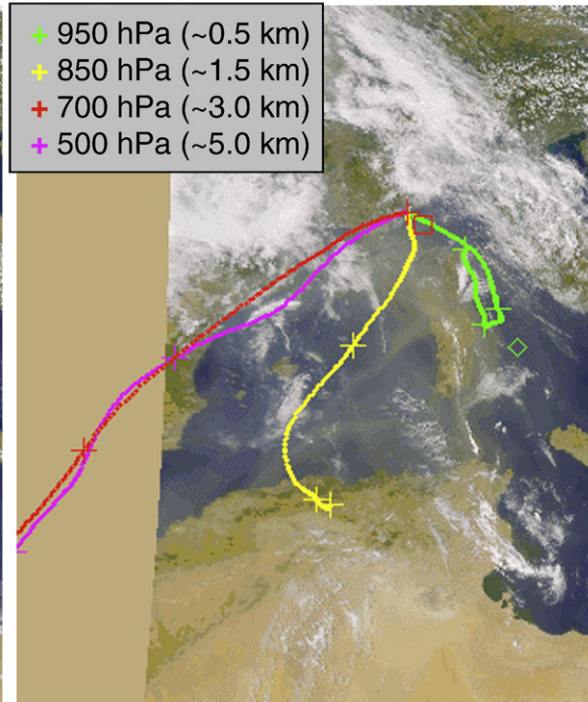 + 950 hPa (~0.5 km)
+ 850 hPa (~1.5 km)
+ 700 hPa (~3.0 km)
+ 500 hPa (~5.0 km)